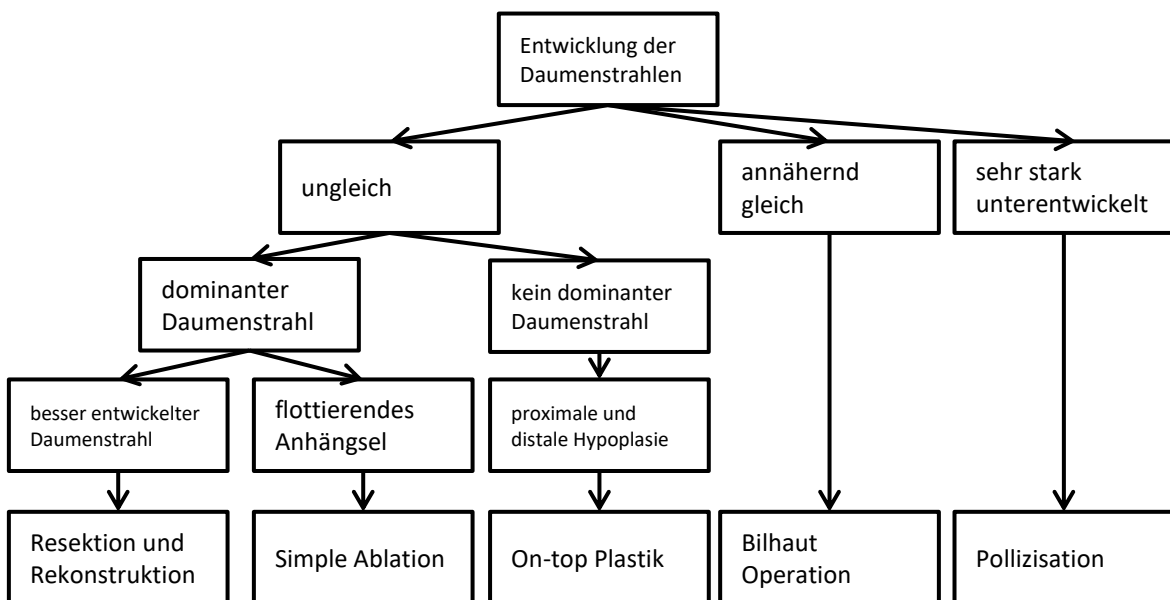 Entwicklung der
Daumenstrahlen
ungleich
annähernd
gleich
sehr stark
unterentwickelt
dominanter
Daumenstrahl
kein dominanter
Daumenstrahl
besser entwickelter
Daumenstrahl
flottierendes
Anhängsel
proximale und
distale Hypoplasie
Resektion und
Rekonstruktion
Simple Ablation
On-top Plastik
Bilhaut
Operation
Pollizisation